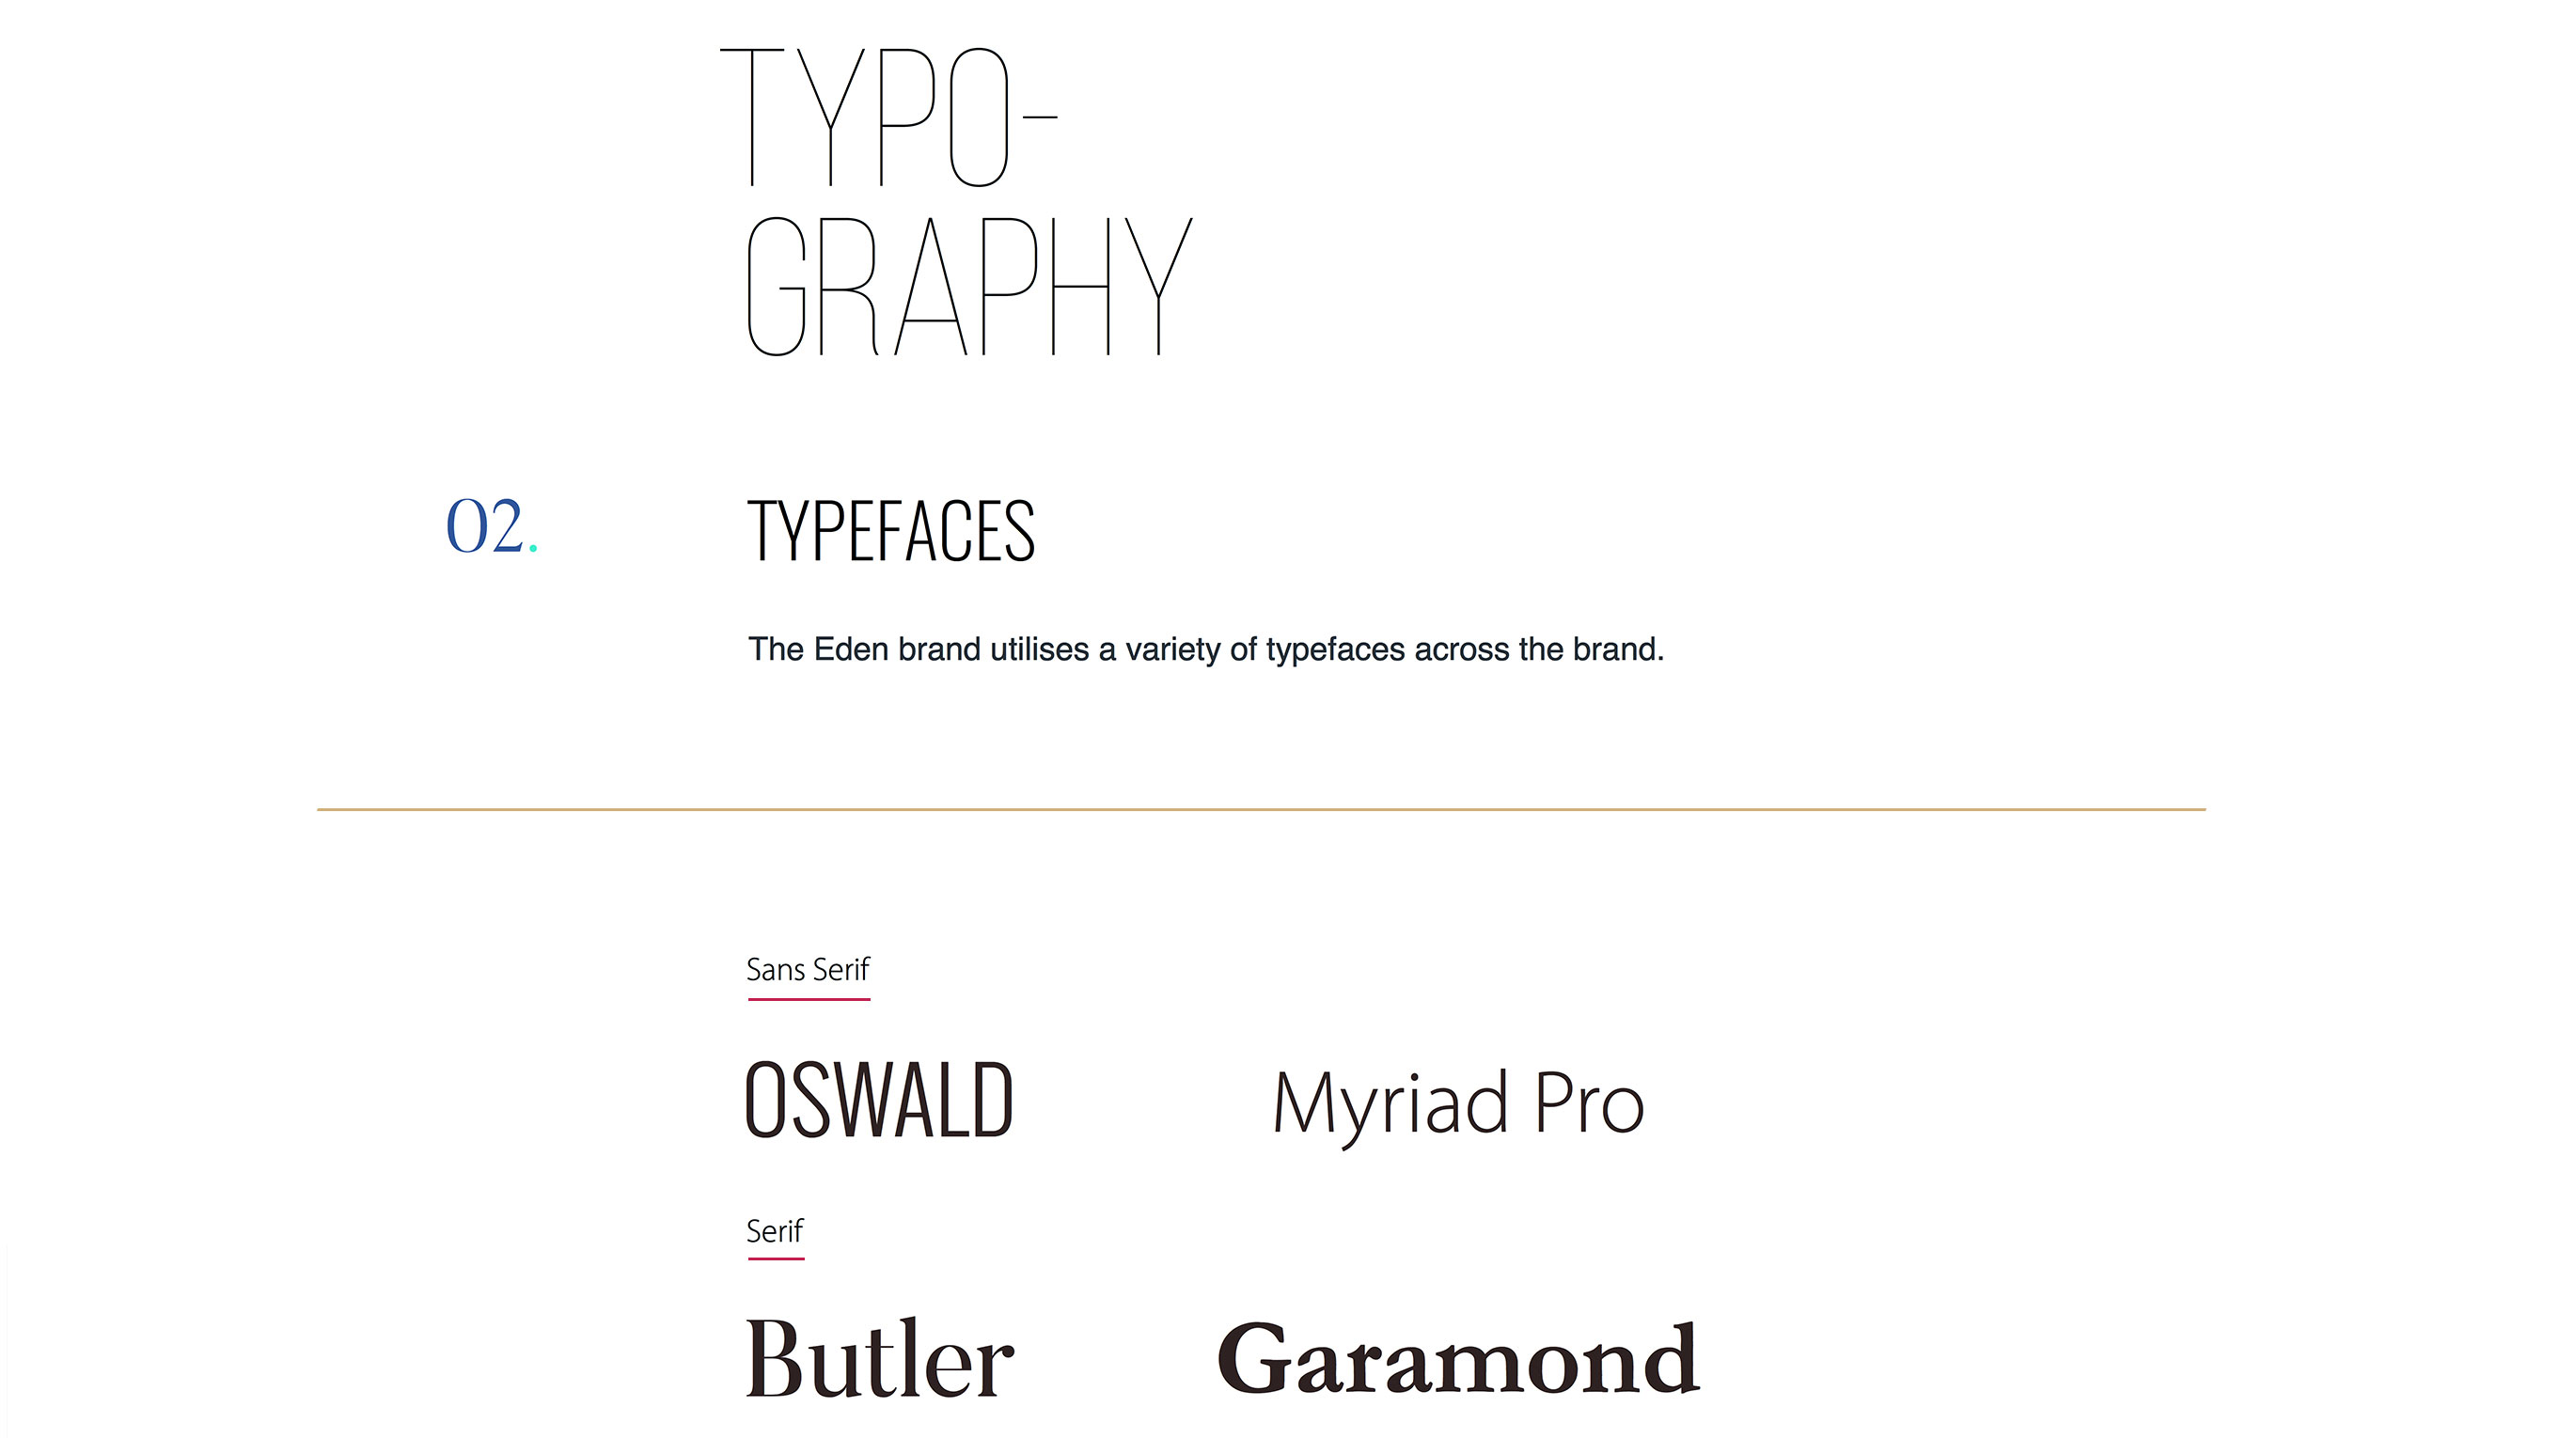 TYPO-
GRAPHY
02.
TYPEFACES
The Eden brand utilises a variety of typefaces across the brand.
Sans Serif
OSWALD
Myriad Pro
Serif
Butler
Garamond